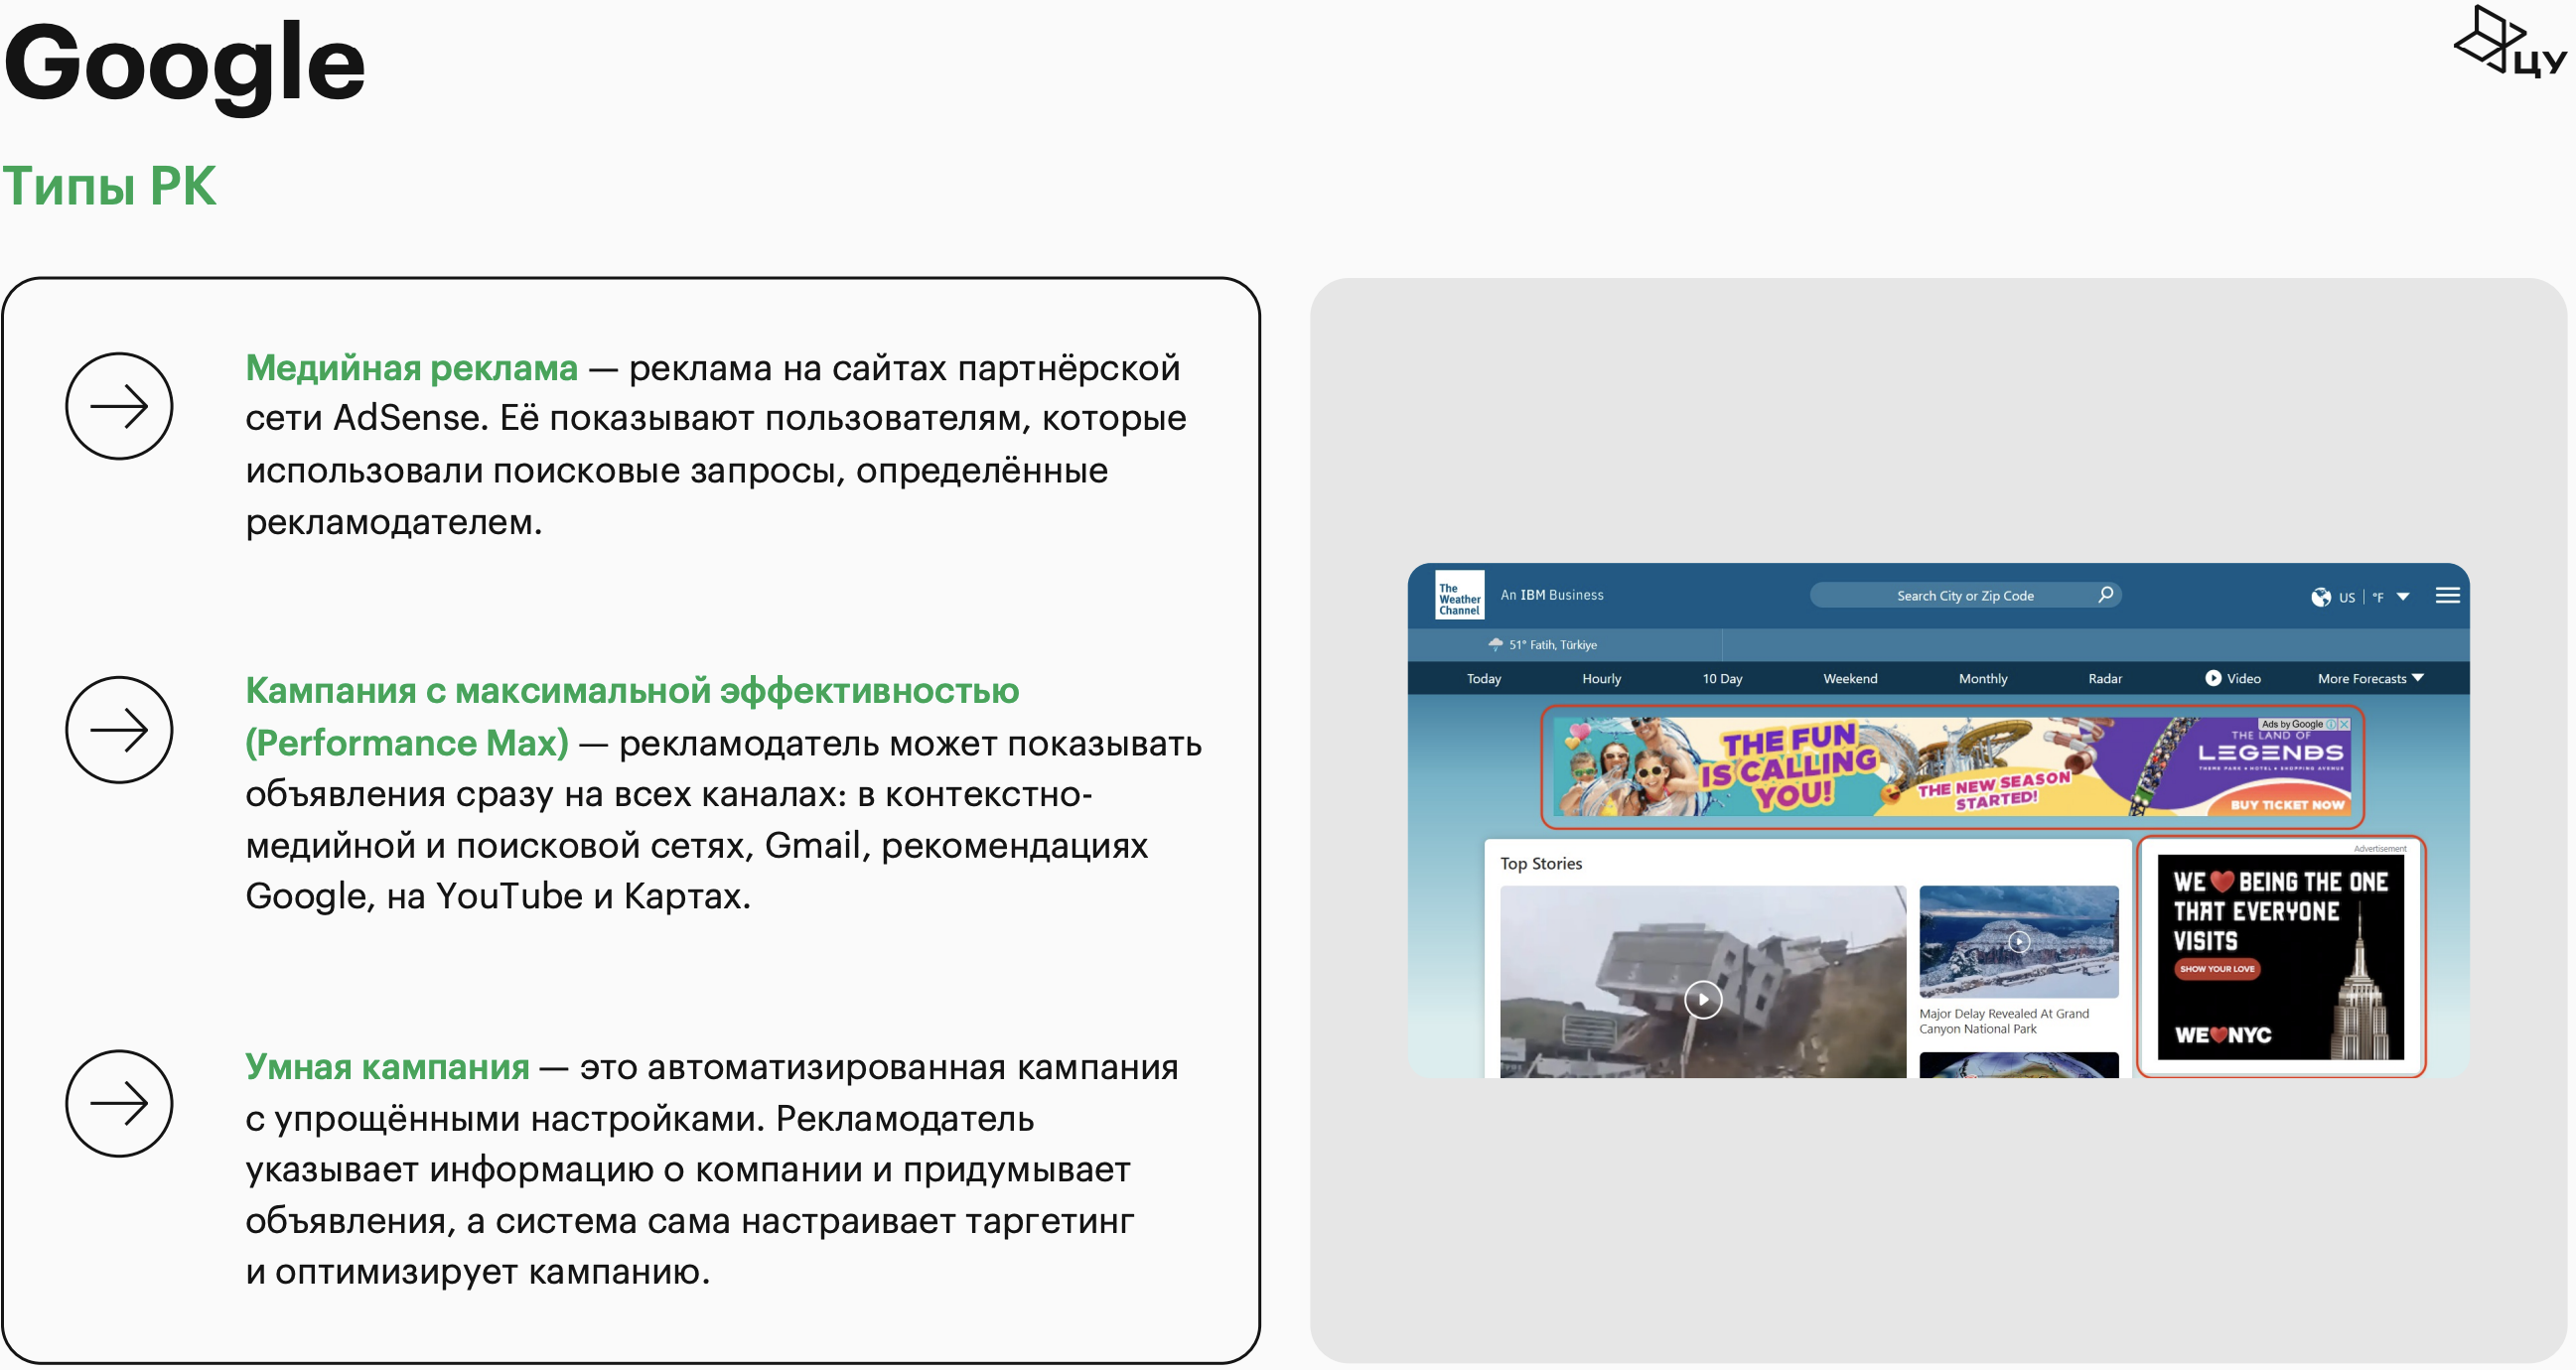 Google
ЦУ
Типы РК
Медийная реклама — реклама на сайтах партнёрской
сети AdSense. Её показывают пользователям, которые
использовали поисковые запросы, определённые
рекламодателем.
Кампания с максимальной эффективностью
(Performance Max) — рекламодатель может показывать
объявления сразу на всех каналах: в контекстно-
медийной и поисковой сетях, Gmail, рекомендациях
Google, на YouTube и Картах.
Умная кампания — это автоматизированная кампания
с упрощёнными настройками. Рекламодатель
указывает информацию о компании и придумывает
объявления, а система сама настраивает таргетинг
и оптимизирует кампанию.
The
Weather
Channel
An IBM Business
Search City or Zip Code
US | °F
51° Fatih, Türkiye
Today Hourly 10 Day Weekend Monthly Radar Video More Forecasts
THE FUN
IS CALLING
YOU!
THE NEW SEASON
STARTED!
Ads by Google
THE LAND OF
LEGENDS
THEME PARK • HOTEL • SHOPPING AVENUE
BUY TICKET NOW
Top Stories
Major Delay Revealed At Grand
Canyon National Park
Advertisement
WE ❤ BEING THE ONE
THAT EVERYONE
VISITS
SHOW YOUR LOVE
WE❤NYC